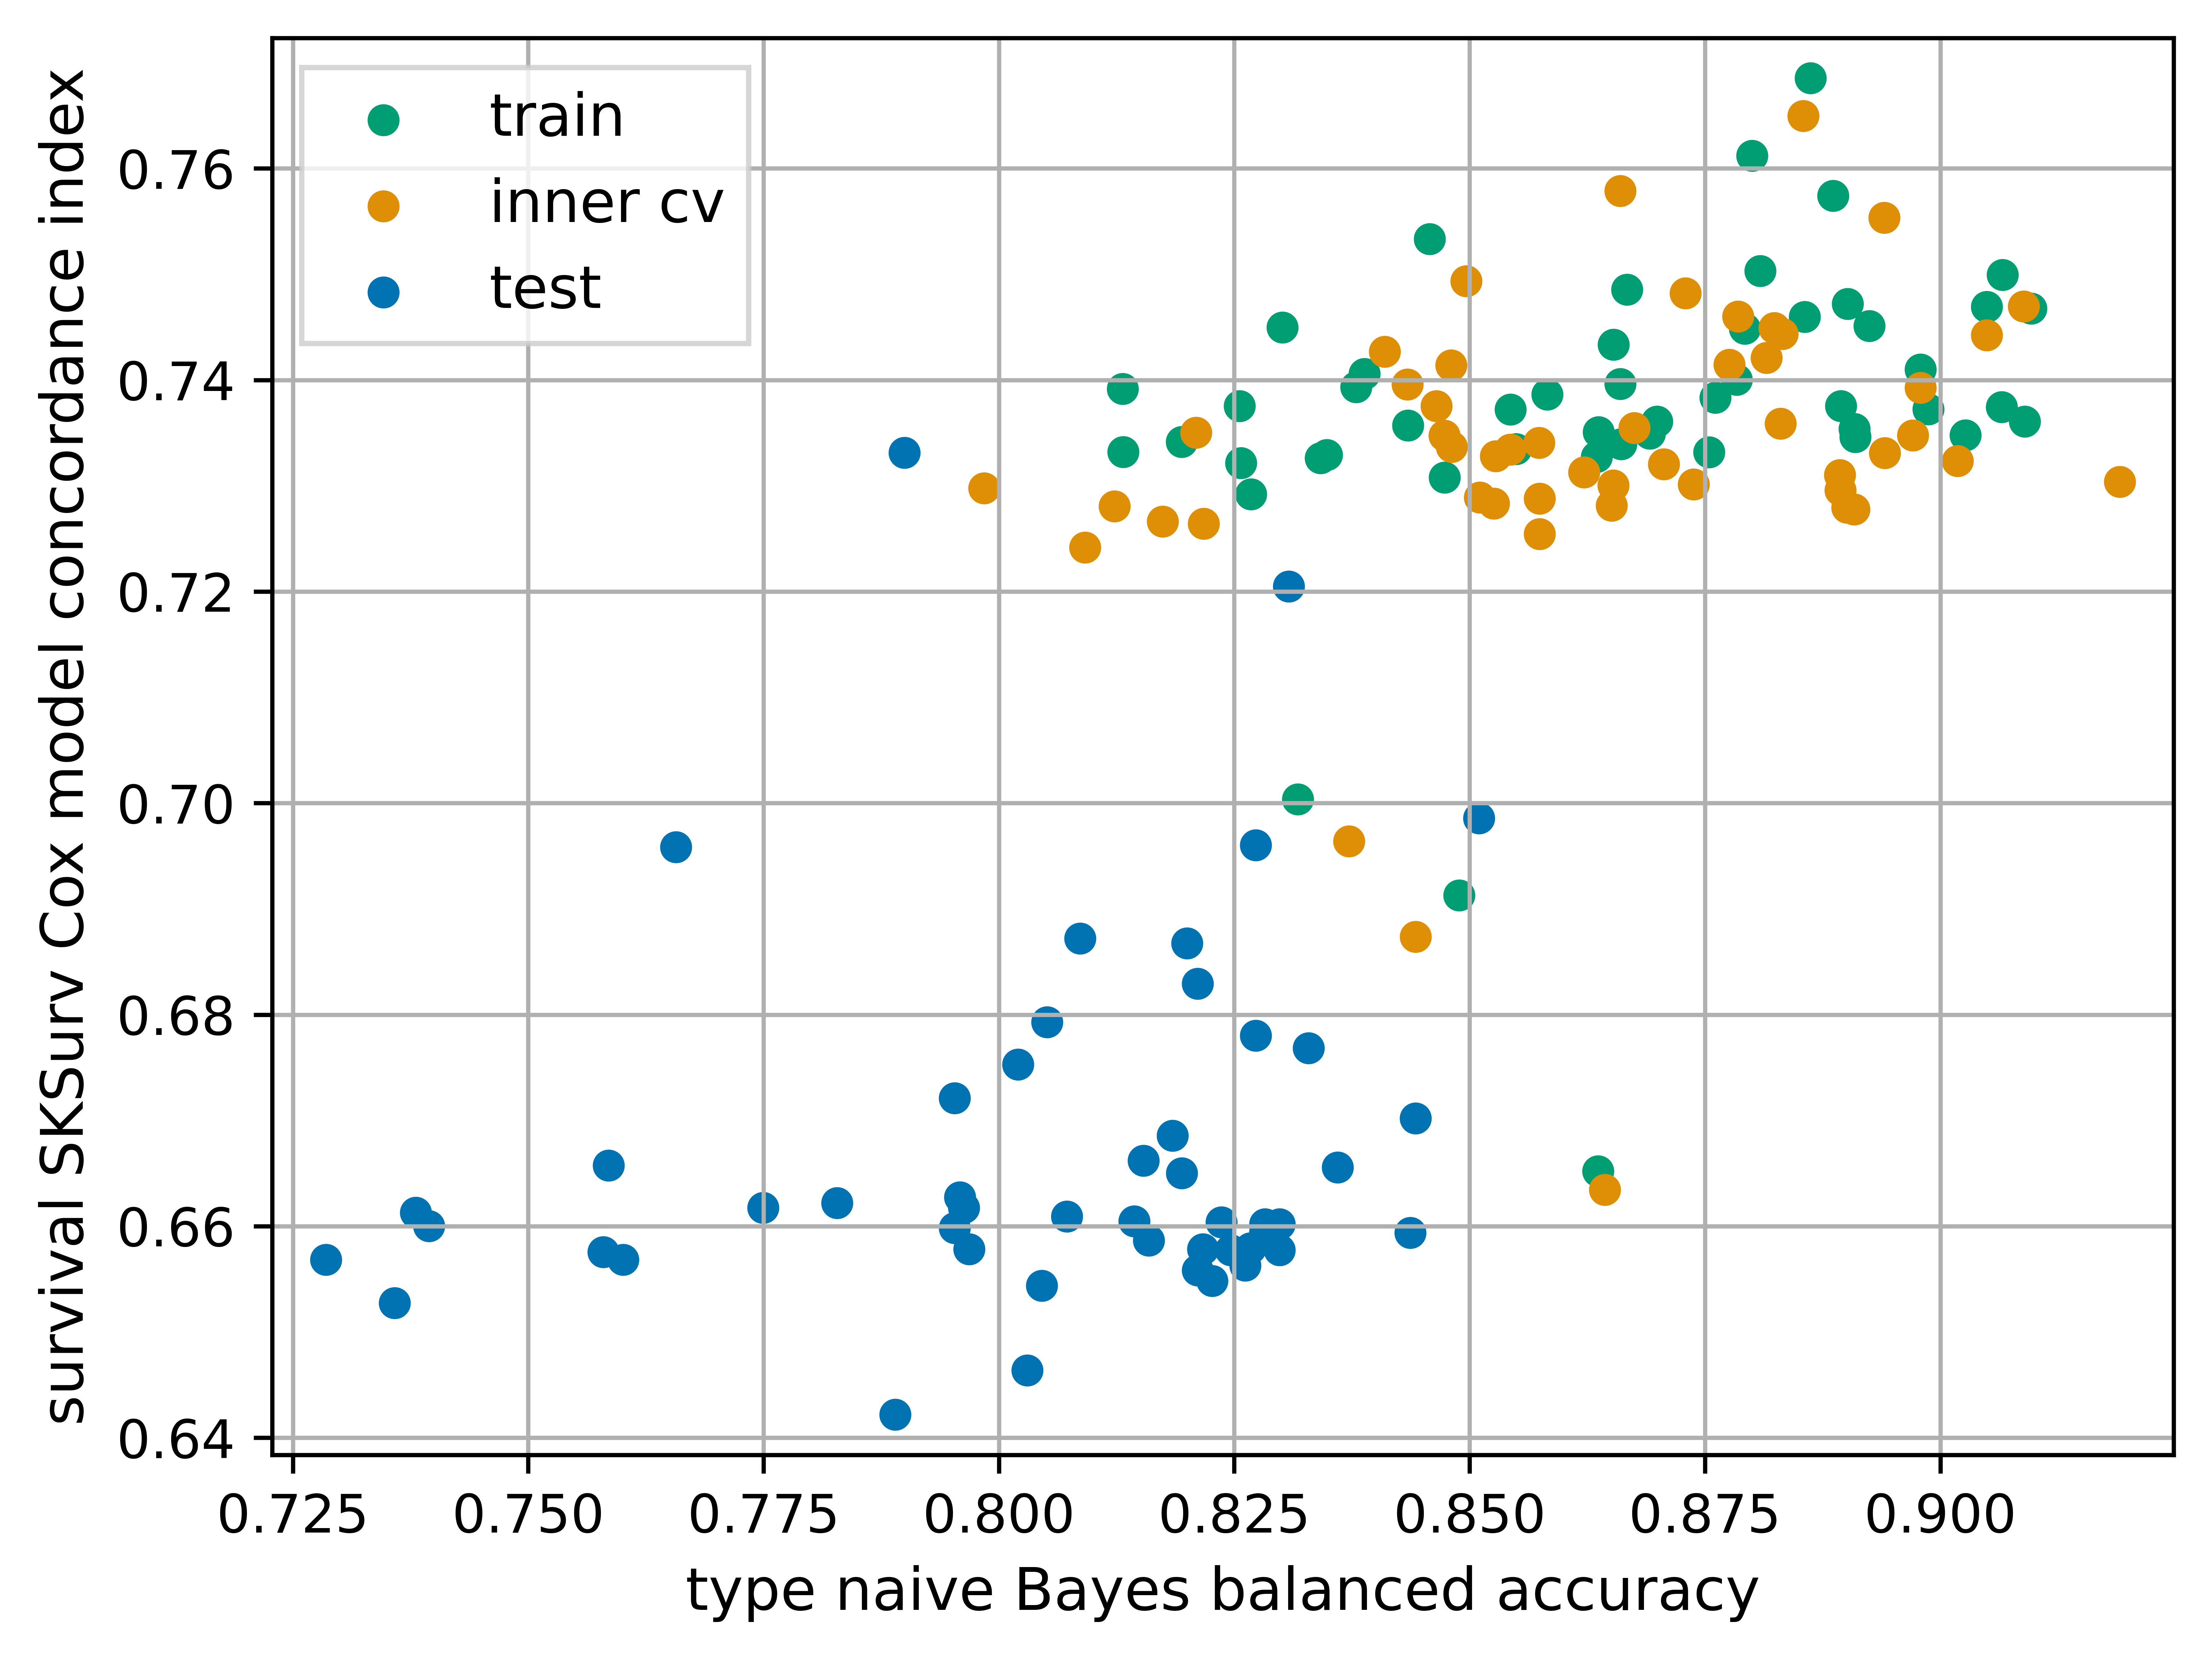 train
inner cv
test
survival SKSurv Cox model concordance index
0.76
0.74
0.72
0.70
0.68
0.66
0.64
0.725 0.750 0.775 0.800 0.825 0.850 0.875 0.900
type naive Bayes balanced accuracy